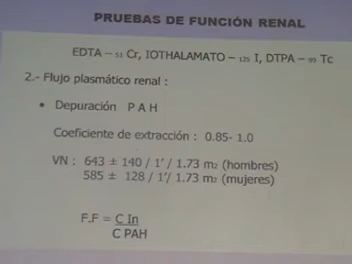 PRUEBAS DE FUNCIÓN RENAL
EDTA – 51 Cr, IOTHALAMATO – 125 I, DTPA – 99 Tc
2.- Flujo plasmático renal :
• Depuración P A H
Coeficiente de extracción : 0.85- 1.0
VN : 643 ± 140 / 1’ / 1.73 m2 (hombres)
585 ± 128 / 1’/ 1.73 m2 (mujeres)
F.F = C In
C PAH